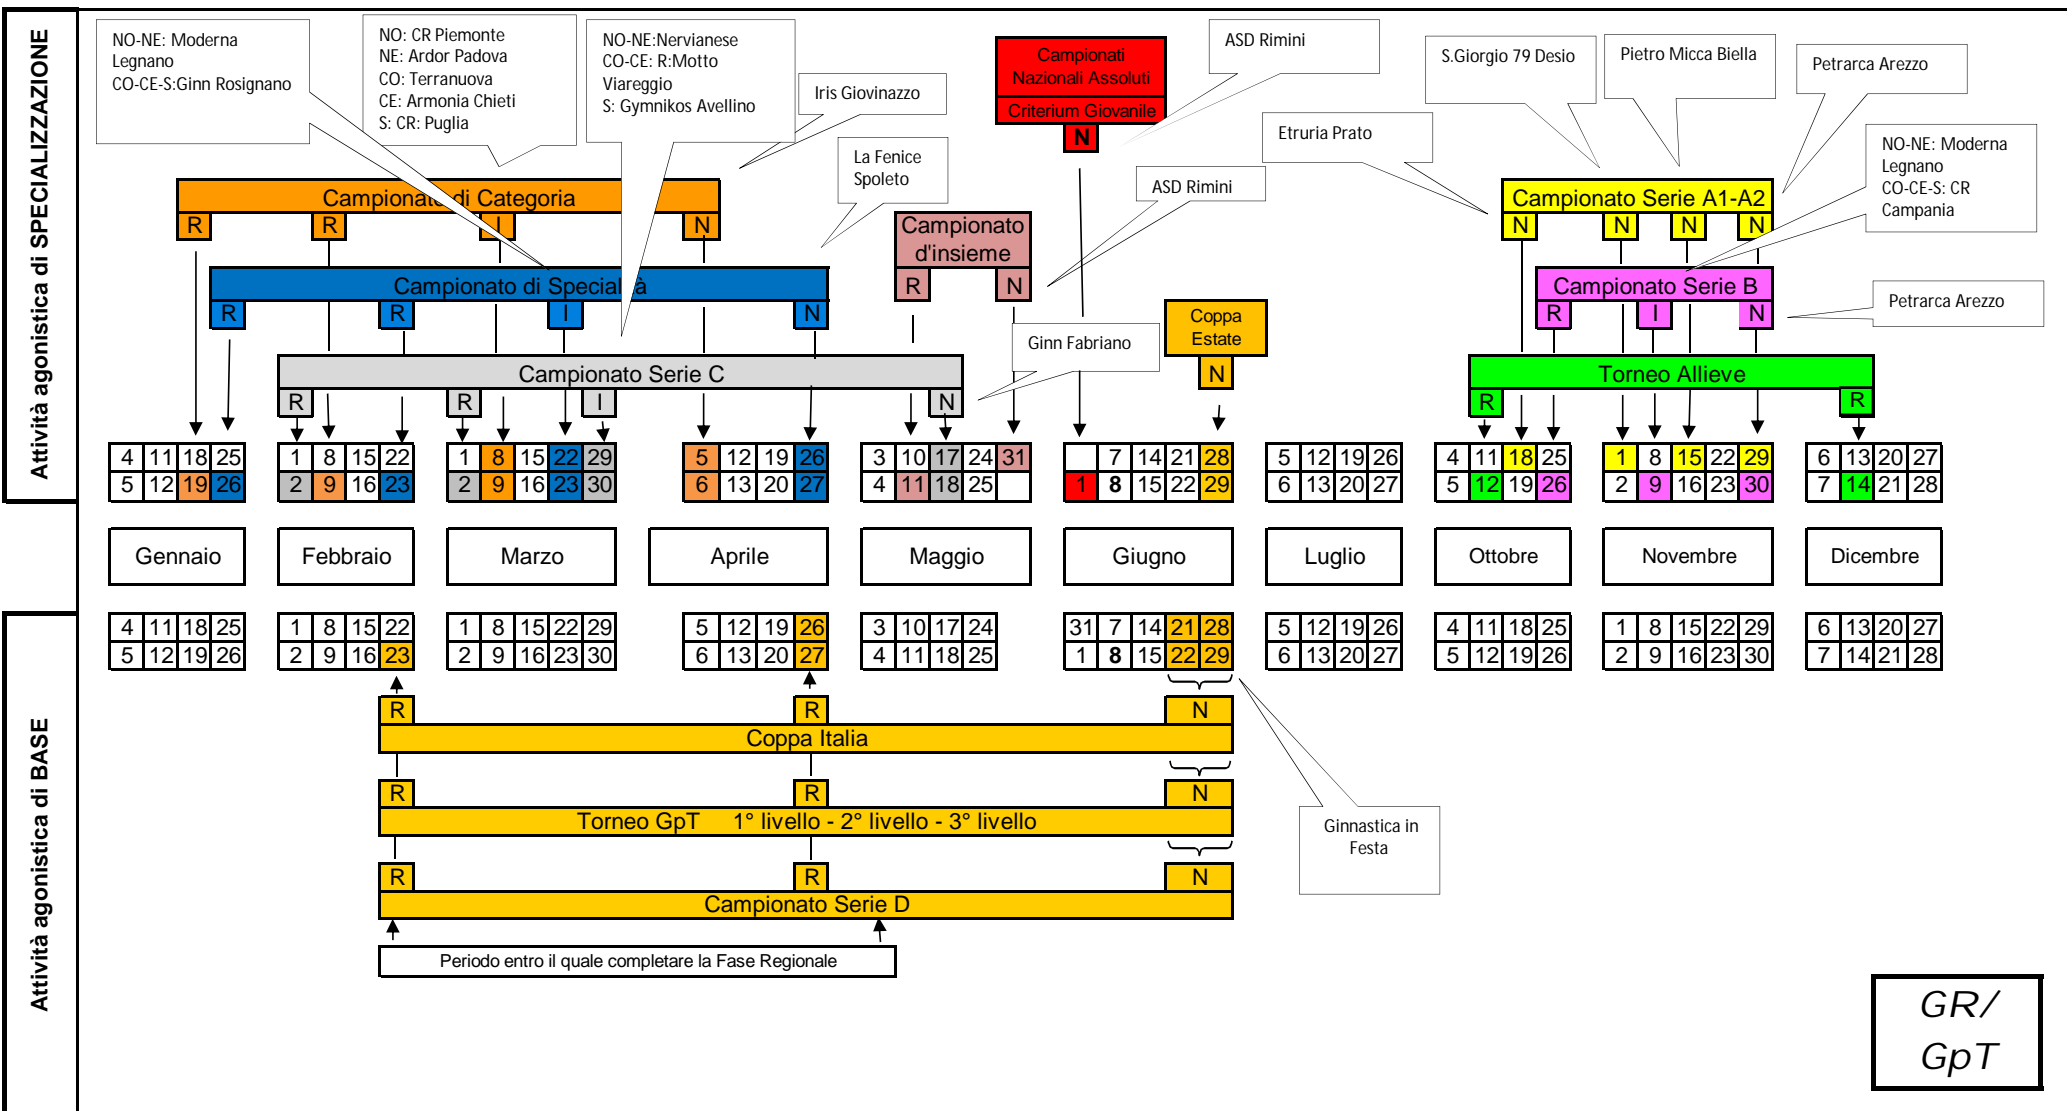 Attività agonistica di SPECIALIZZAZIONE
NO-NE: Moderna
Legnano
CO-CE-S:Ginn Rosignano
NO: CR Piemonte
NE: Ardor Padova
CO: Terranuova
CE: Armonia Chieti
S: CR: Puglia
NO-NE:Nervianese
CO-CE: R:Motto
Viareggio
S: Gymnikos Avellino
Iris Giovinazzo
La Fenice
Spoleto
Campionati
Nazionali Assoluti
Criterium Giovanile
N
ASD Rimini
ASD Rimini
Etruria Prato
S.Giorgio 79 Desio
Pietro Micca Biella
Petrarca Arezzo
NO-NE: Moderna
Legnano
CO-CE-S: CR
Campania
Petrarca Arezzo
Campionato di Categoria
R R I N
Campionato di Specialità
R R I N
Campionato Serie C
R R I N
Campionato
d'insieme
R N
Ginn Fabriano
Coppa
Estate
N
Campionato Serie A1-A2
N N N N
Campionato Serie B
R I N
Torneo Allieve
R R
4 11 18 25 1 8 15 22 1 8 15 22 29 5 12 19 26 3 10 17 24 31 7 14 21 28 5 12 19 26 4 11 18 25 1 8 15 22 29 6 13 20 27
5 12 19 26 2 9 16 23 2 9 16 23 30 6 13 20 27 4 11 18 25 1 8 15 22 29 6 13 20 27 5 12 19 26 2 9 16 23 30 7 14 21 28
Gennaio Febbraio Marzo Aprile Maggio Giugno Luglio Ottobre Novembre Dicembre
Attività agonistica di BASE
4 11 18 25 1 8 15 22 1 8 15 22 29 5 12 19 26 3 10 17 24 31 7 14 21 28 5 12 19 26 4 11 18 25 1 8 15 22 29 6 13 20 27
5 12 19 26 2 9 16 23 2 9 16 23 30 6 13 20 27 4 11 18 25 1 8 15 22 29 6 13 20 27 5 12 19 26 2 9 16 23 30 7 14 21 28
R R N
Coppa Italia
R R N
Torneo GpT 1° livello - 2° livello - 3° livello
R R N
Campionato Serie D
Periodo entro il quale completare la Fase Regionale
Ginnastica in
Festa
GR/
GpT